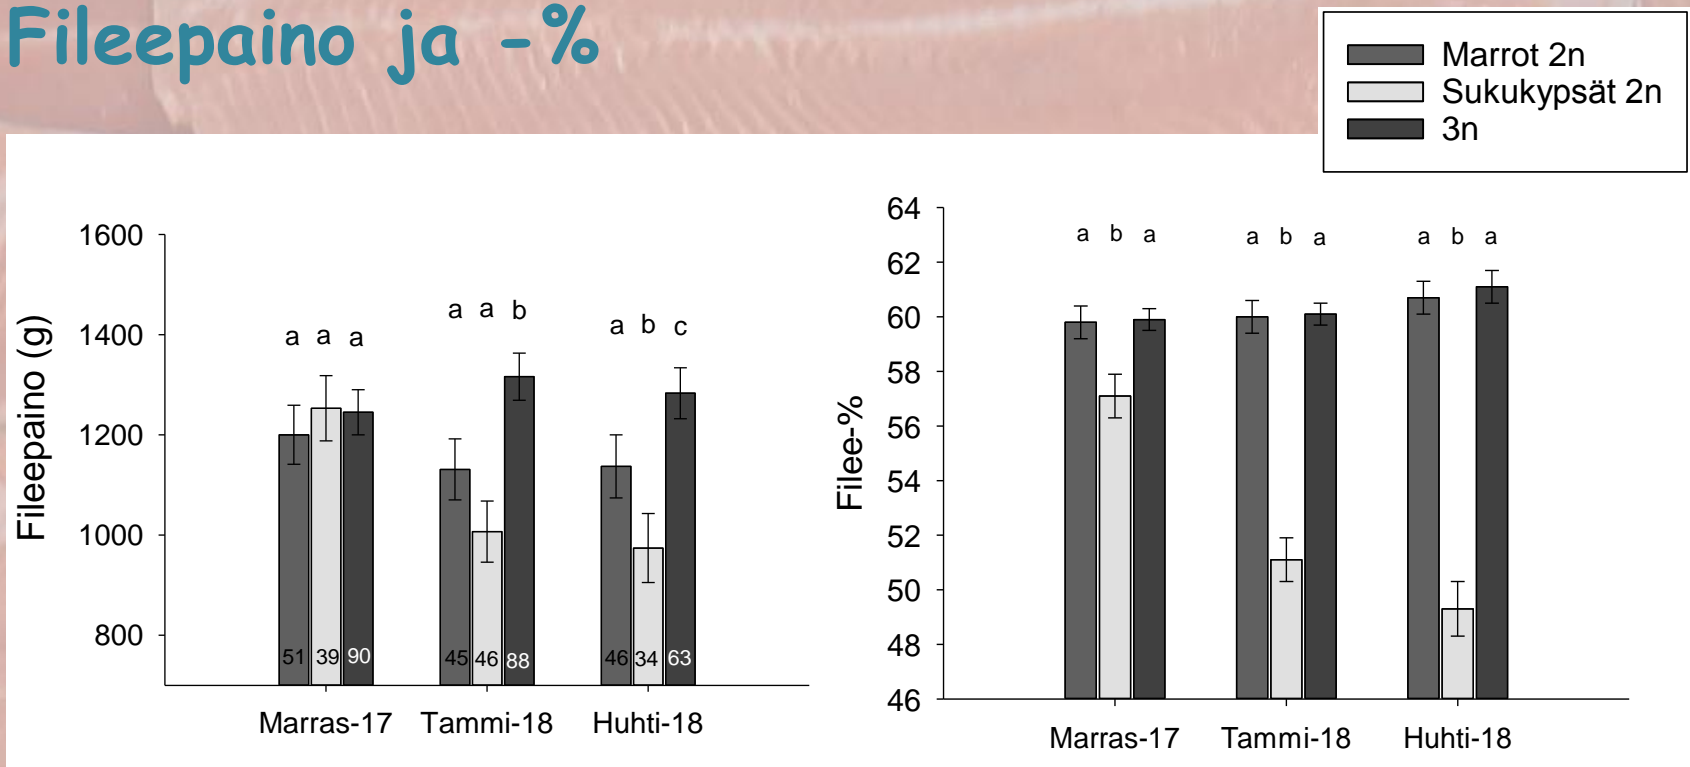 Fileepaino ja -%
Marrot 2n
Sukukypsät 2n
3n
Fileepaino (g)
1600
1400
1200
1000
800
a a a
a a b
a b c
51 39 90
45 46 88
46 34 63
Marras-17 Tammi-18 Huhti-18
Filee-%
64
62
60
58
56
54
52
50
48
46
a b a
a b a
a b a
Marras-17 Tammi-18 Huhti-18